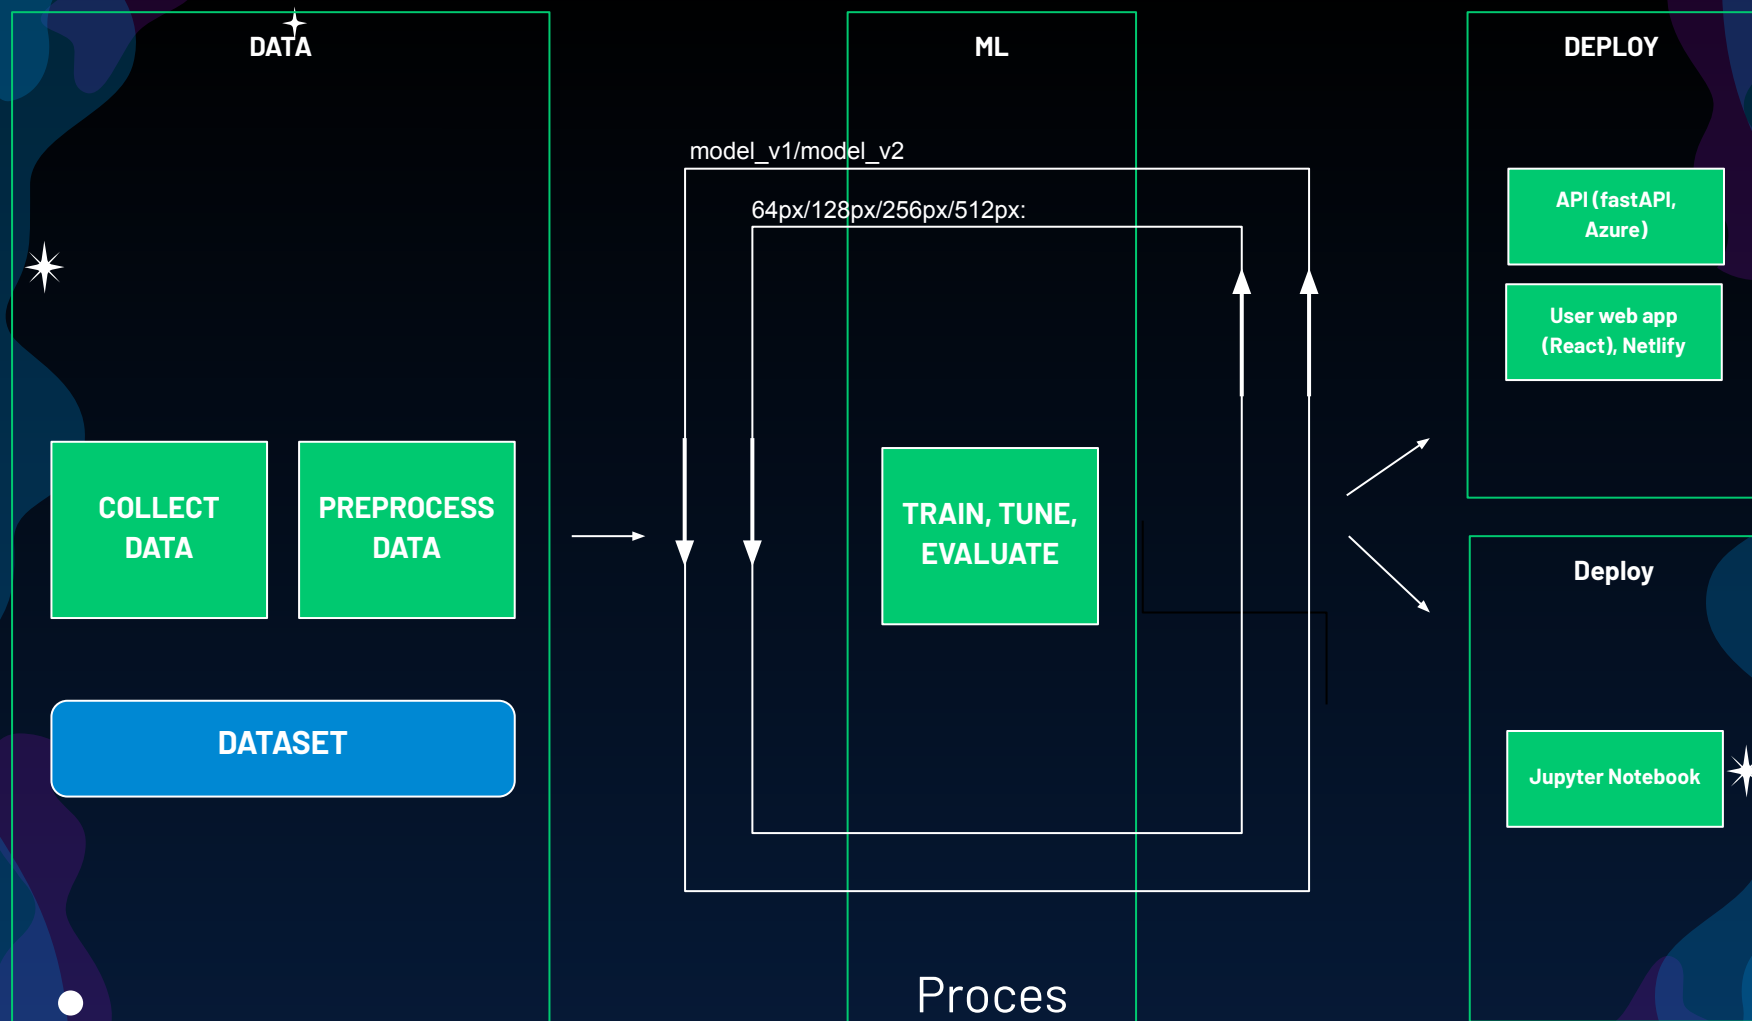 DATA
COLLECT
DATA
PREPROCESS
DATA
DATASET
ML
model_v1/model_v2
64px/128px/256px/512px:
TRAIN, TUNE,
EVALUATE
DEPLOY
API (fastAPI,
Azure)
User web app
(React), Netlify
Deploy
Jupyter Notebook
Proces